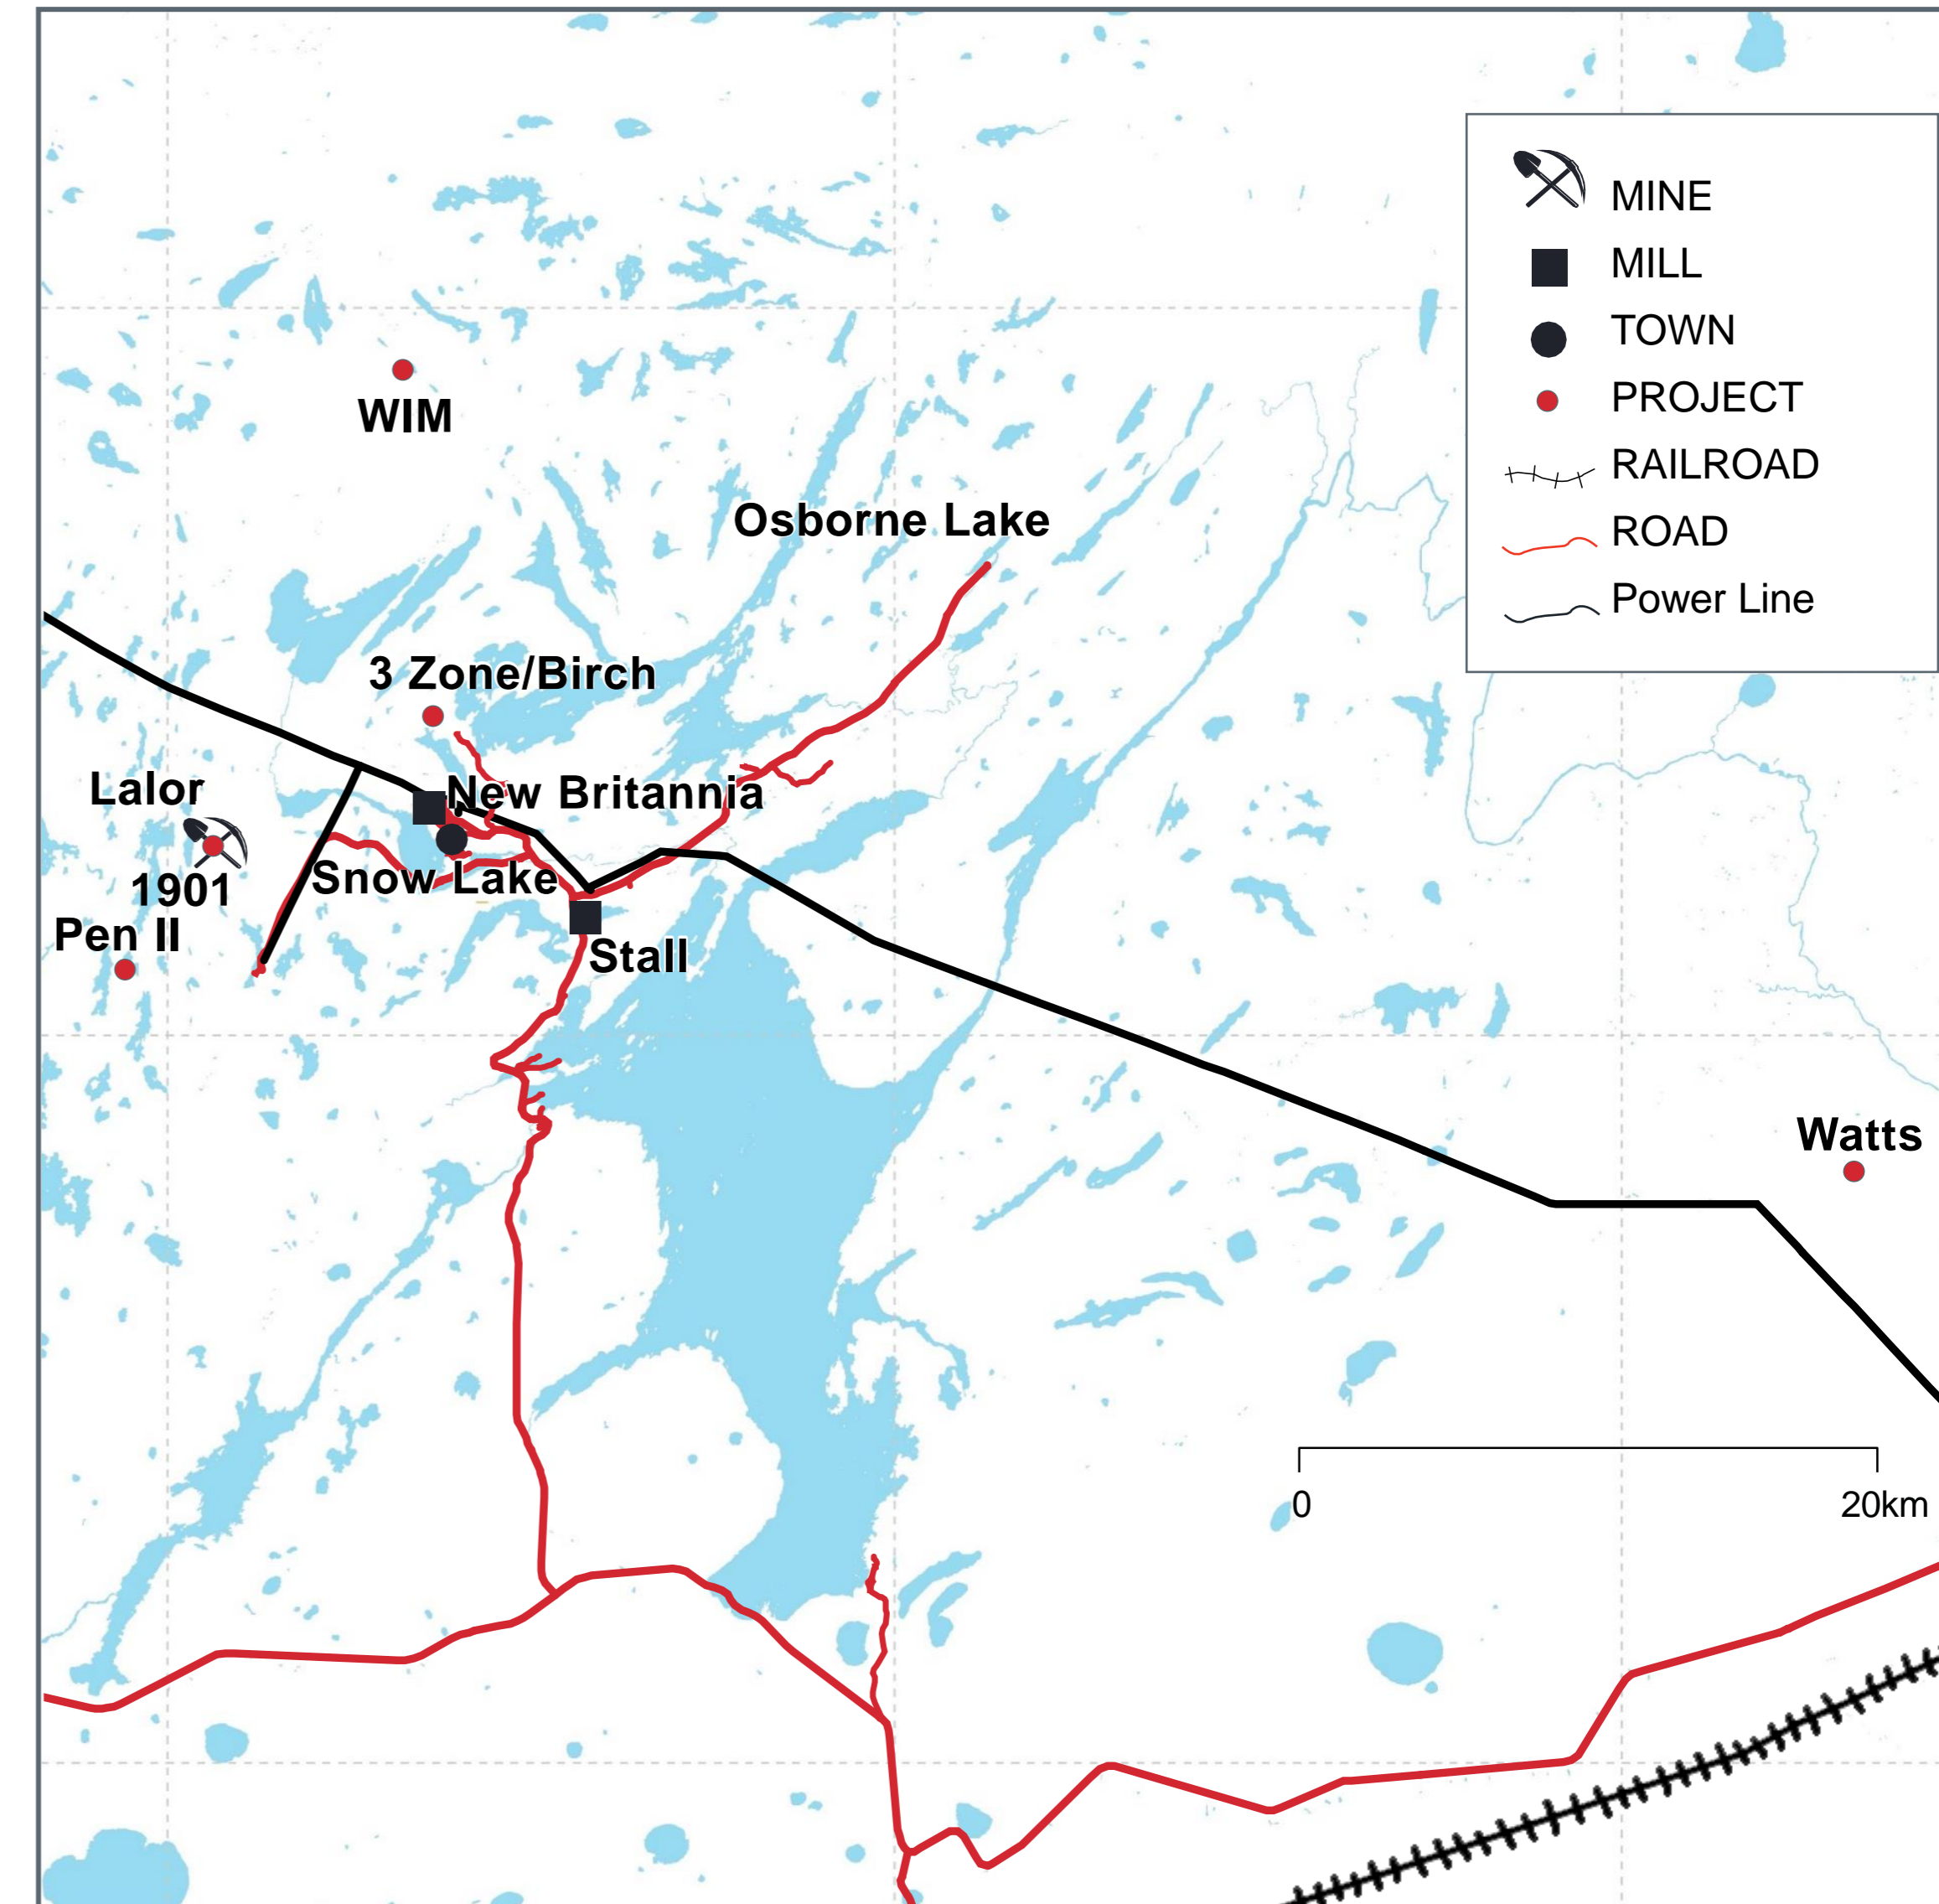 MINE
MILL
TOWN
PROJECT
RAILROAD
ROAD
Power Line
WIM
Osborne Lake
3 Zone/Birch
Lalor
New Britannia
1901
Snow Lake
Pen II
Stall
Watts
0
20km